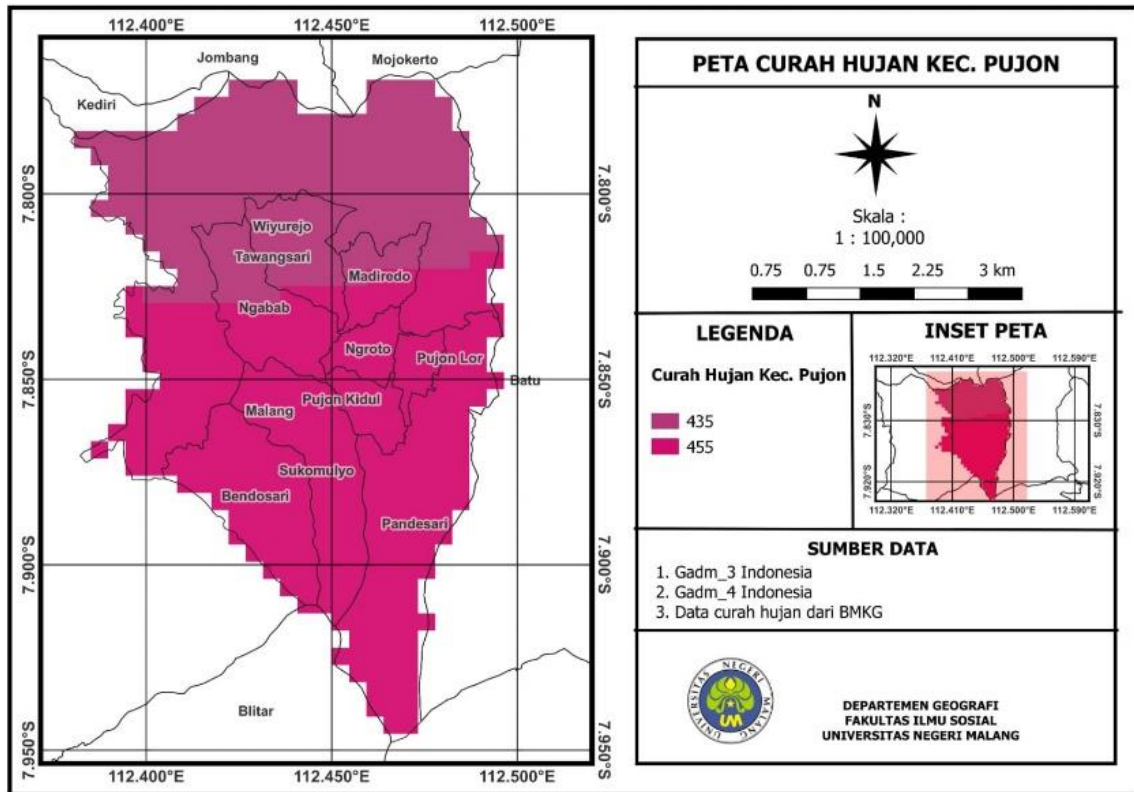 112.400°E 112.450°E 112.500°E
Jombang
Mojokerto
Kediri
7.800°S
7.800°S
Wiyurejo
Tawangsari
Madiredo
Ngabab
Ngroto
Pujon Lor
7.850°S
7.850°S
Batu
Pujon Kidul
Malang
Sukomulyo
Bendosari
Pandesari
7.900°S
7.900°S
Blitar
7.950°S
7.950°S
112.400°E 112.450°E 112.500°E
PETA CURAH HUJAN KEC. PUJON
N
Skala :
1 : 100,000
0.75 0.75 1.5 2.25 3 km
LEGENDA
Curah Hujan Kec. Pujon
435
455
INSET PETA
112.320°E 112.410°E 112.500°E 112.590°E
7.830°S
7.830°S
7.920°S
7.920°S
112.320°E 112.410°E 112.500°E 112.590°E
SUMBER DATA
1. Gadm_3 Indonesia
2. Gadm_4 Indonesia
3. Data curah hujan dari BMKG
UNIVERSITAS NEGERI MALANG
UM
DEPARTEMEN GEOGRAFI
FAKULTAS ILMU SOSIAL
UNIVERSITAS NEGERI MALANG